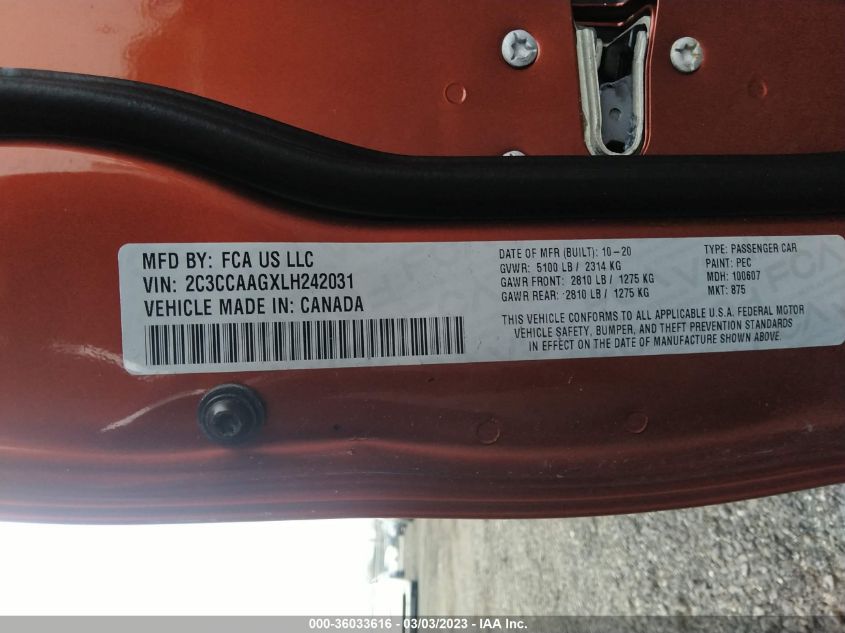 MFD BY: FCA US LLC
VIN: 2C3CCAAGXLH242031
VEHICLE MADE IN: CANADA
DATE OF MFR (BUILT): 10-20
GVWR: 5100 LB / 2314 KG
GAWR FRONT: 2810 LB / 1275 KG
GAWR REAR: 2810 LB / 1275 KG
TYPE: PASSENGER CAR
PAINT: PEC
MDH: 100607
MKT: 875
THIS VEHICLE CONFORMS TO ALL APPLICABLE U.S.A. FEDERAL MOTOR
VEHICLE SAFETY, BUMPER, AND THEFT PREVENTION STANDARDS
IN EFFECT ON THE DATE OF MANUFACTURE SHOWN ABOVE.
000-36033616 - 03/03/2023 - © IAA Inc.